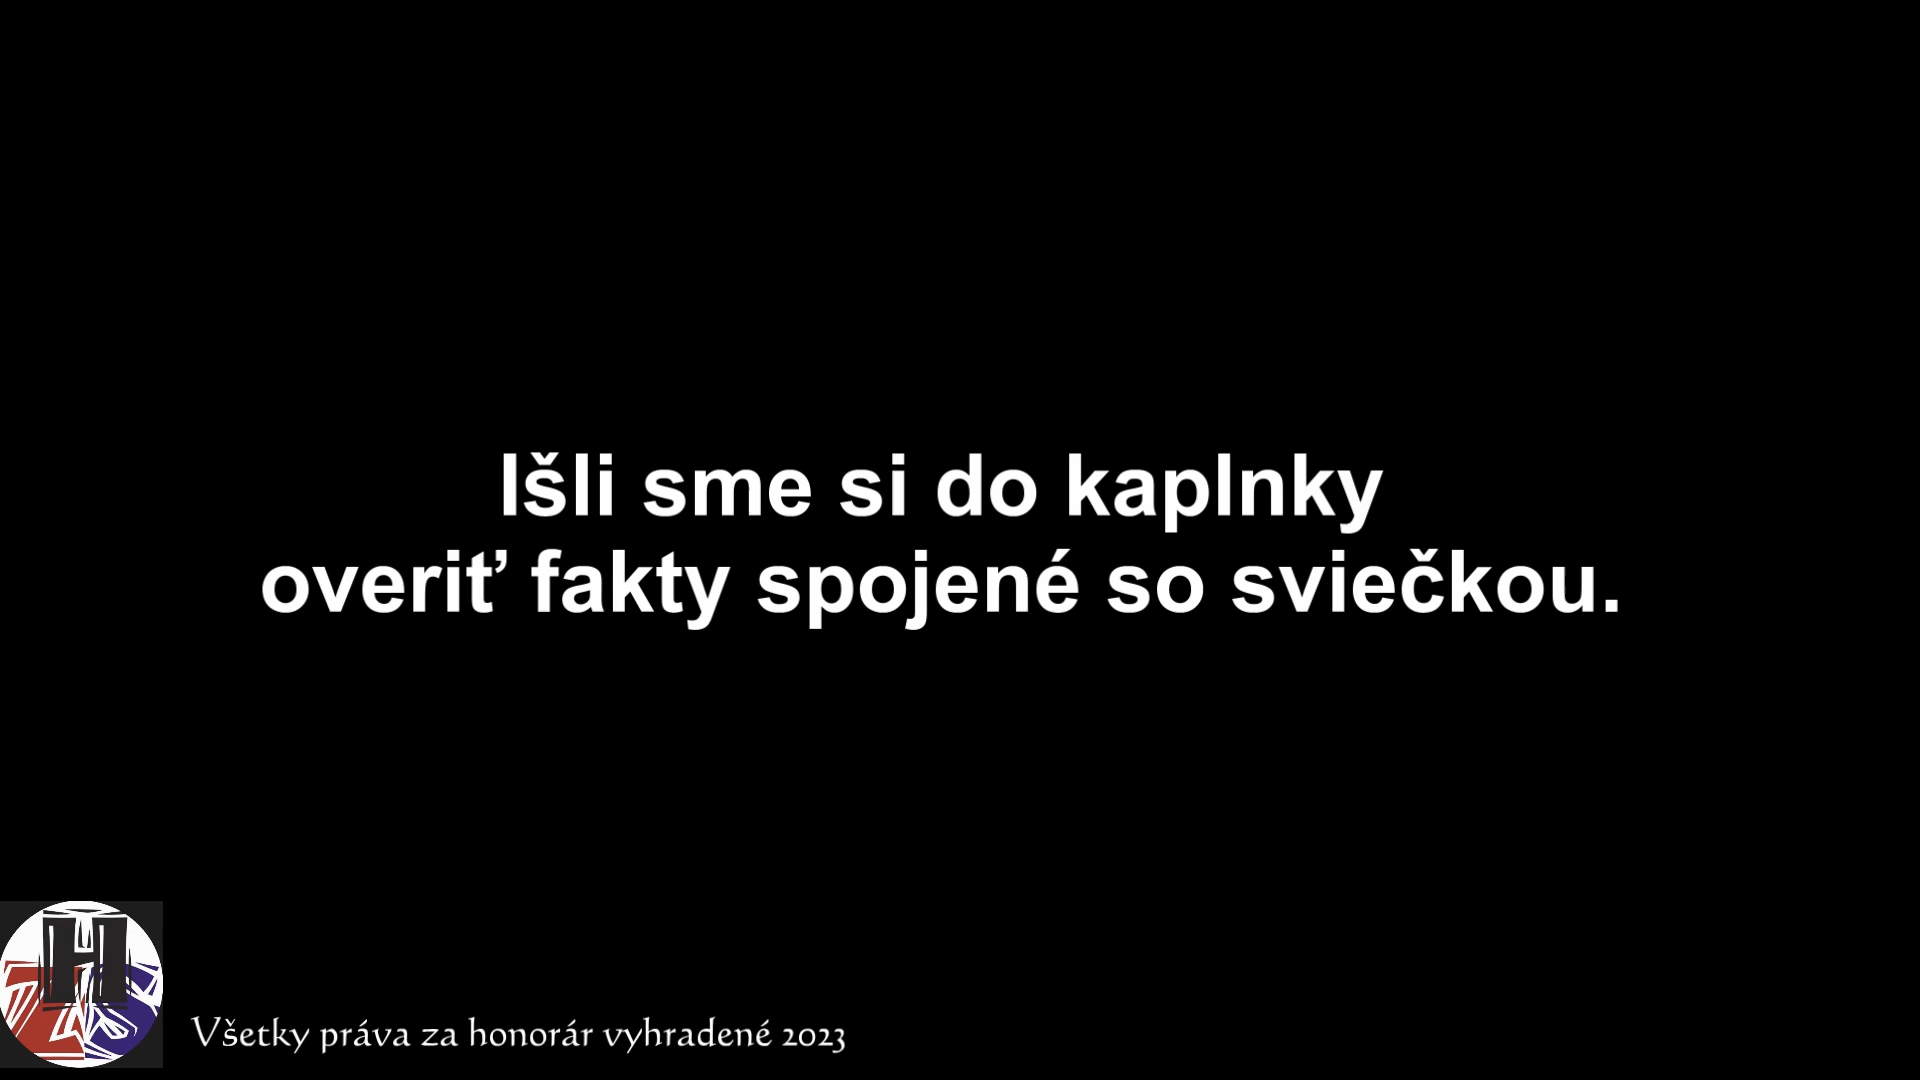 Išli sme si do kaplnky
overiť fakty spojené so sviečkou.
H
Všetky práva za honorár vyhradené 2023